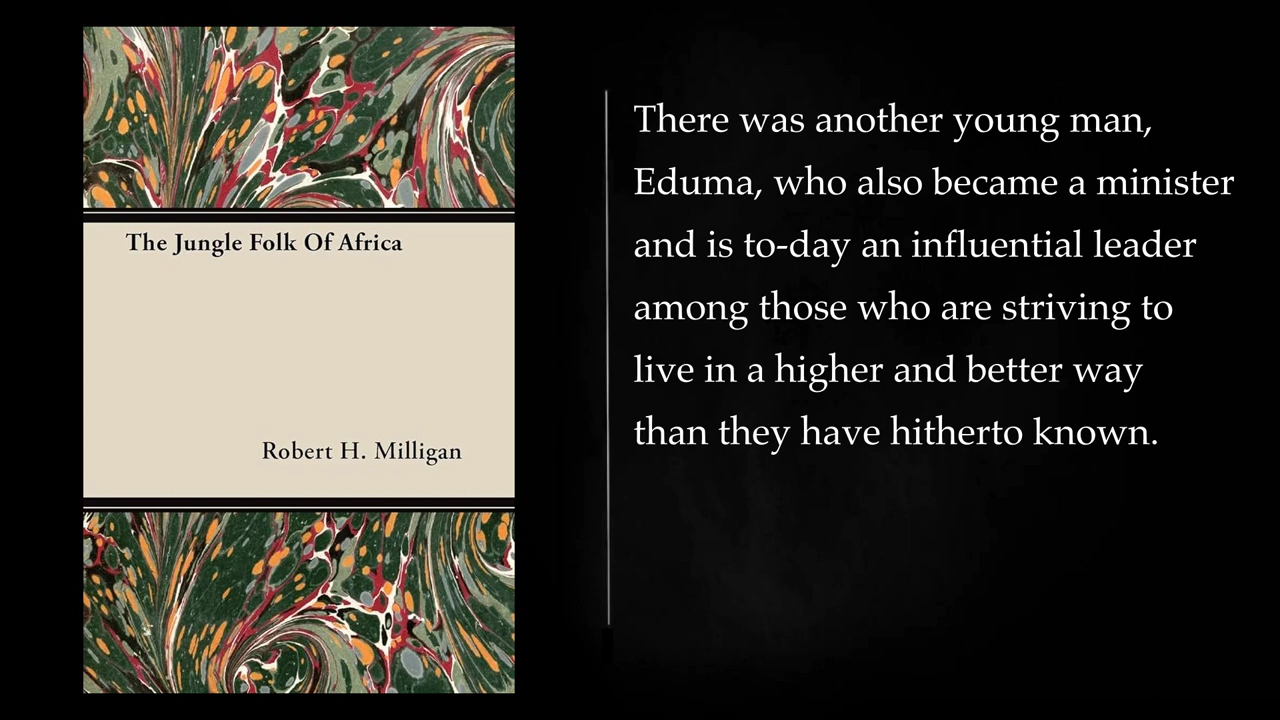 The Jungle Folk Of Africa
Robert H. Milligan
There was another young man,
Eduma, who also became a minister
and is to-day an influential leader
among those who are striving to
live in a higher and better way
than they have hitherto known.